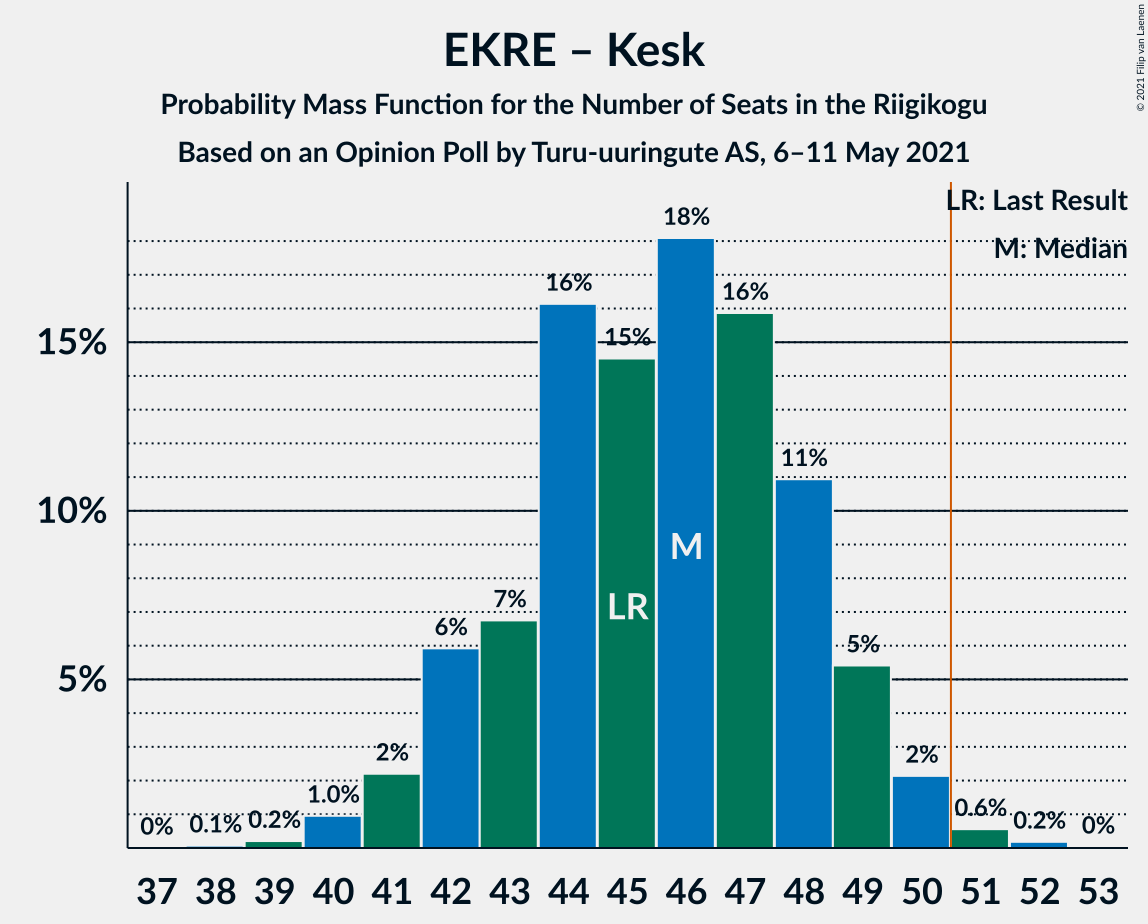 EKRE – Kesk
Probability Mass Function for the Number of Seats in the Riigikogu
Based on an Opinion Poll by Turu-uuringute AS, 6–11 May 2021
© 2021 Filip van Laenen
LR: Last Result
M: Median
15%
10%
5%
0%
0.1%
0.2%
1.0%
2%
6%
7%
16%
15%
18%
16%
11%
5%
2%
0.6%
0.2%
0%
LR
M
37 38 39 40 41 42 43 44 45 46 47 48 49 50 51 52 53